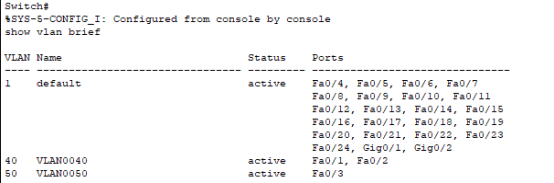 Switch#
%SYS-5-CONFIG_I: Configured from console by console
show vlan brief
VLAN Name                             Status    Ports
---- -------------------------------- --------- -------------------------------
1    default                          active    Fa0/4, Fa0/5, Fa0/6, Fa0/7
                                                Fa0/8, Fa0/9, Fa0/10, Fa0/11
                                                Fa0/12, Fa0/13, Fa0/14, Fa0/15
                                                Fa0/16, Fa0/17, Fa0/18, Fa0/19
                                                Fa0/20, Fa0/21, Fa0/22, Fa0/23
                                                Fa0/24, Gig0/1, Gig0/2
40   VLAN0040                         active    Fa0/1, Fa0/2
50   VLAN0050                         active    Fa0/3